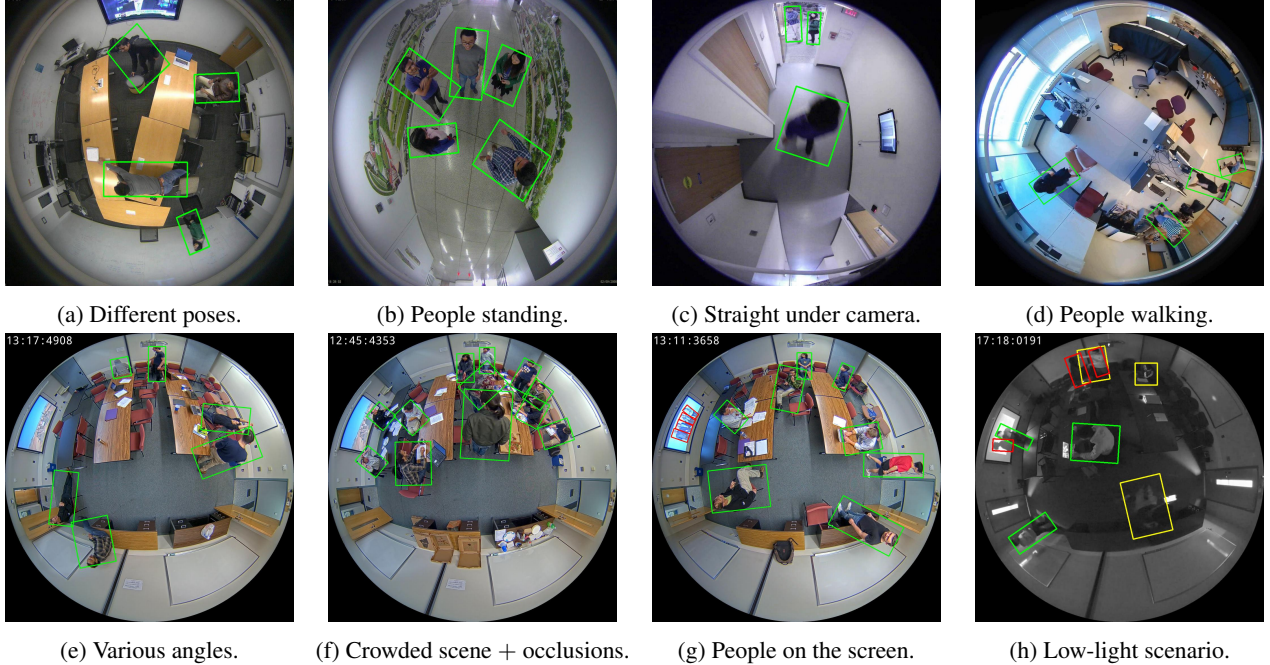 (a) Different poses.
(b) People standing.
(c) Straight under camera.
(d) People walking.
13:17:4908
12:45:4353
13:11:3658
17:18:0191
(e) Various angles.
(f) Crowded scene + occlusions.
(g) People on the screen.
(h) Low-light scenario.